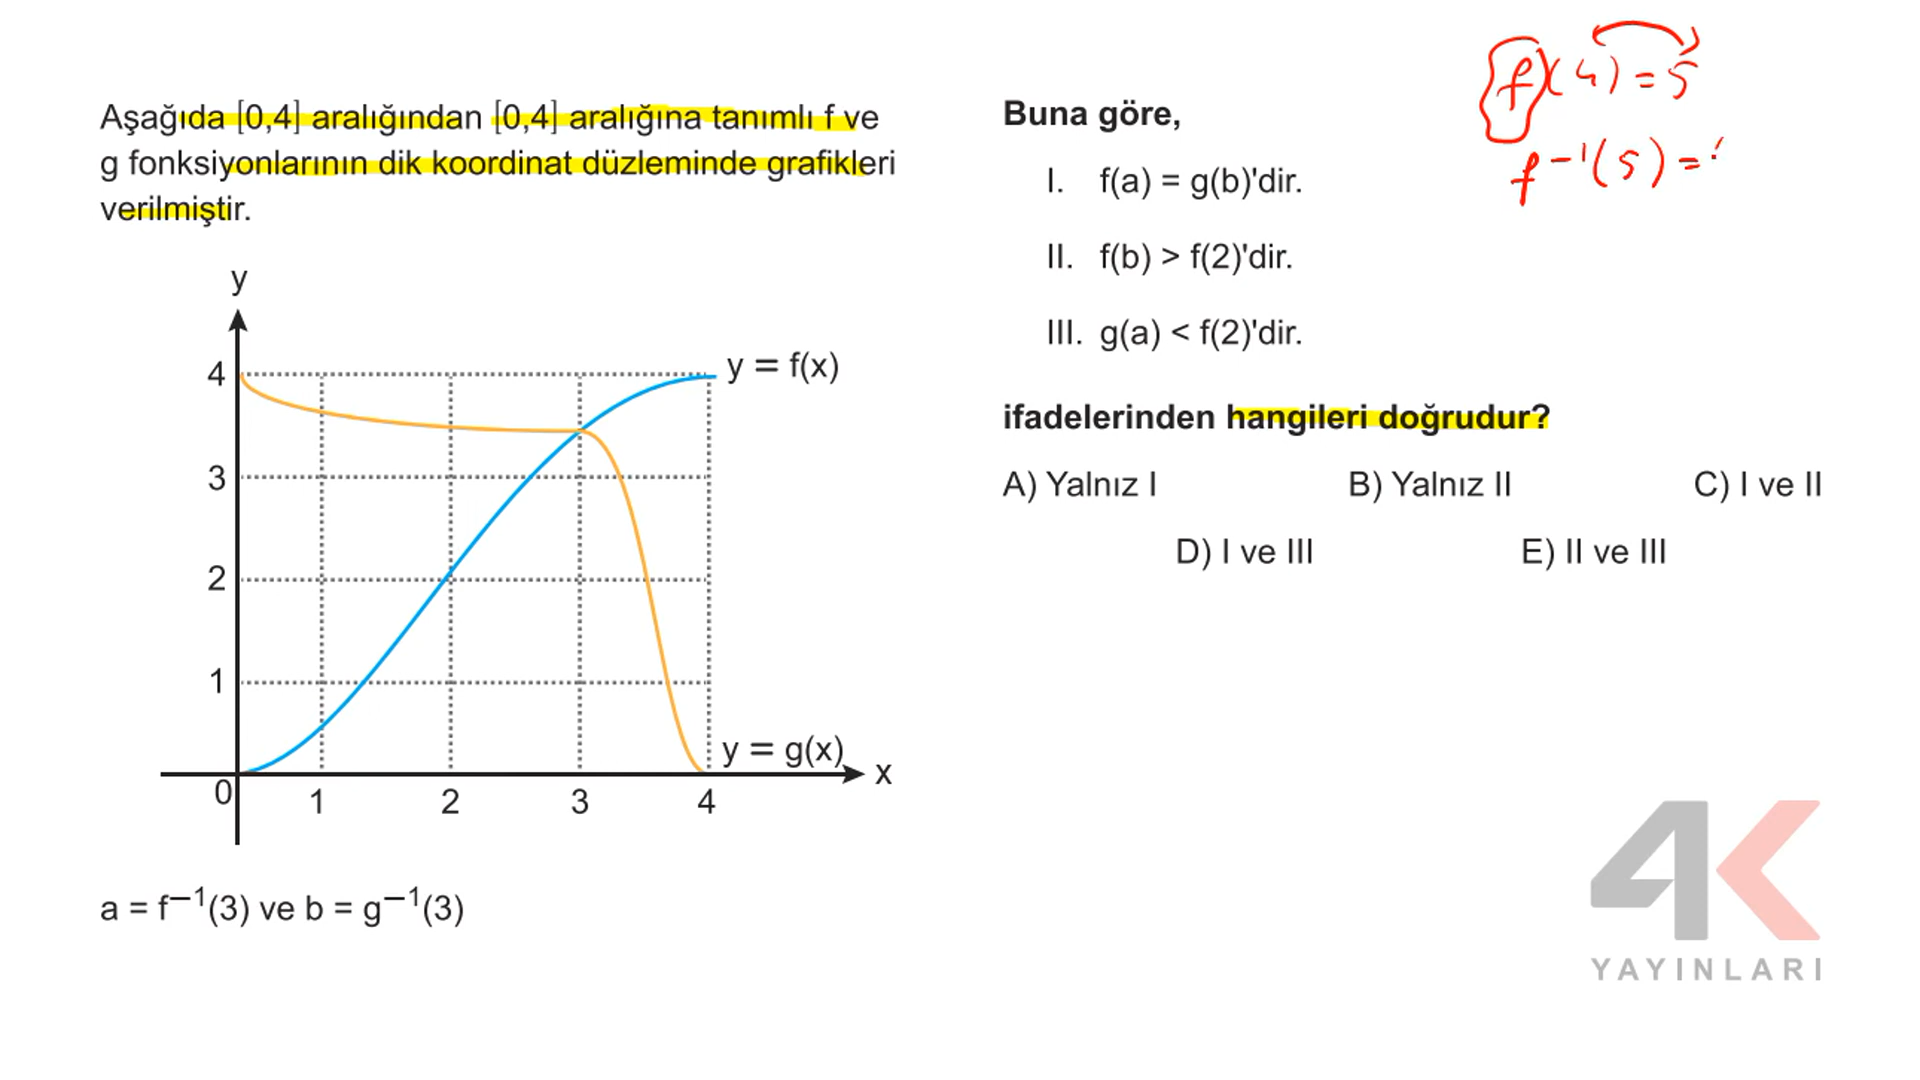 Aşağıda [0,4] aralığından [0,4] aralığına tanımlı f ve
g fonksiyonlarının dik koordinat düzleminde grafikleri
verilmiştir.
y
4
3
2
1
0
1 2 3 4
x
y = f(x)
y = g(x)
a = f⁻¹(3) ve b = g⁻¹(3)
Buna göre,
I. f(a) = g(b)'dir.
II. f(b) > f(2)'dir.
III. g(a) < f(2)'dir.
ifadelerinden hangileri doğrudur?
A) Yalnız I B) Yalnız II C) I ve II
D) I ve III E) II ve III
f(4) = 5
f⁻¹(5) =
4K
YAYINLARI